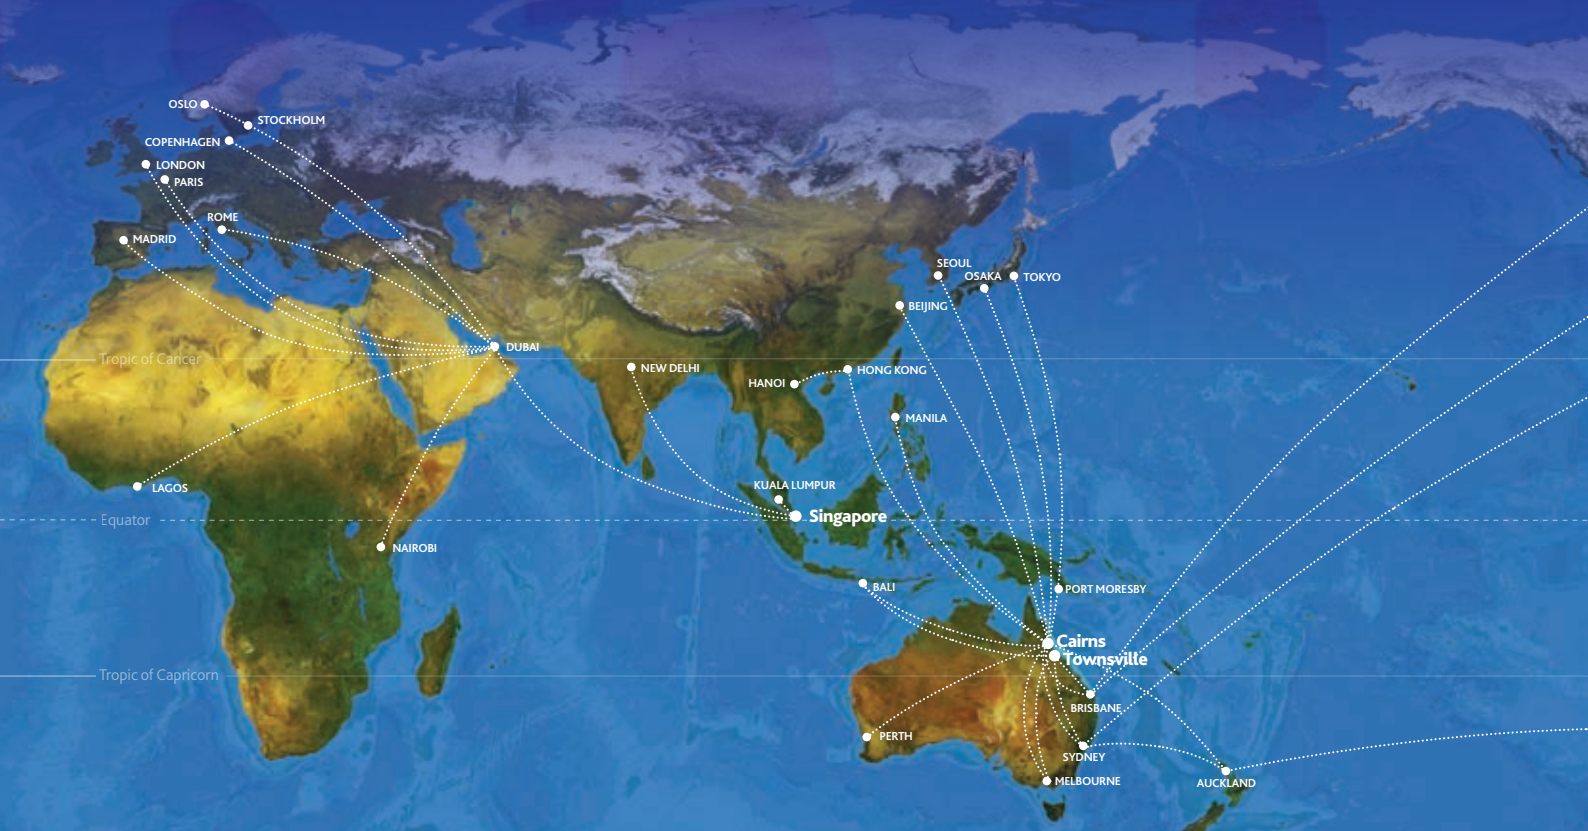 OSLO
STOCKHOLM
COPENHAGEN
LONDON
PARIS
ROME
MADRID
SEOUL
OSAKA
TOKYO
BEIJING
DUBAI
Tropic of Cancer
NEW DELHI
HONG KONG
HANOI
MANILA
KUALA LUMPUR
LAGOS
Singapore
Equator
NAIROBI
BALI
PORT MORESBY
Cairns
Townsville
Tropic of Capricorn
BRISBANE
PERTH
SYDNEY
MELBOURNE
AUCKLAND